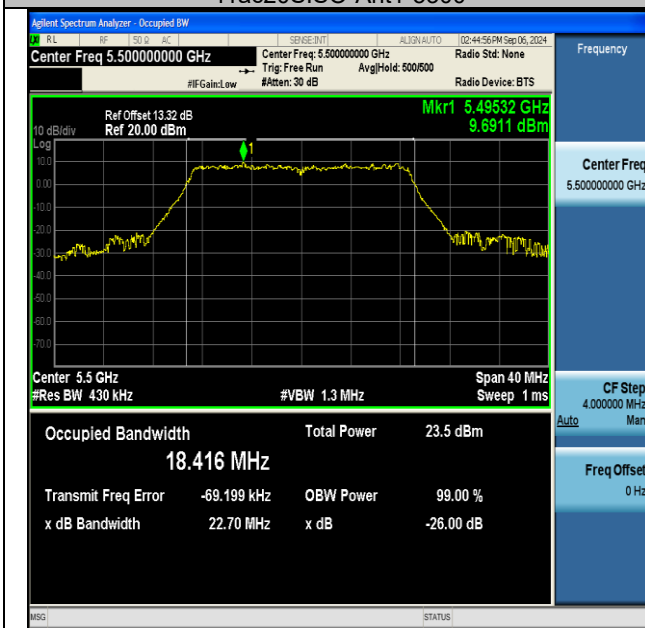 11ac20SISO-Ant1-5500
Agilent Spectrum Analyzer - Occupied BW
RL RF 50 Ω AC SENSE:INT ALIGN AUTO 02:44:56 PM Sep 06, 2024
Center Freq 5.500000000 GHz
Center Freq: 5.500000000 GHz Radio Std: None
Trig: Free Run Avg|Hold: 500/500
#IFGain:Low #Atten: 30 dB Radio Device: BTS
Frequency
Mkr1 5.49532 GHz
9.6911 dBm
Ref Offset 13.32 dB
10 dB/div Ref 20.00 dBm
Log
1
10.0
0.00
-10.0
-20.0
-30.0
-40.0
-50.0
-60.0
-70.0
Center Freq
5.500000000 GHz
Center 5.5 GHz Span 40 MHz
#Res BW 430 kHz #VBW 1.3 MHz Sweep 1 ms
CF Step
4.000000 MHz
Auto Man
Occupied Bandwidth Total Power 23.5 dBm
18.416 MHz
Transmit Freq Error -69.199 kHz OBW Power 99.00 %
x dB Bandwidth 22.70 MHz x dB -26.00 dB
Freq Offset
0 Hz
MSG STATUS